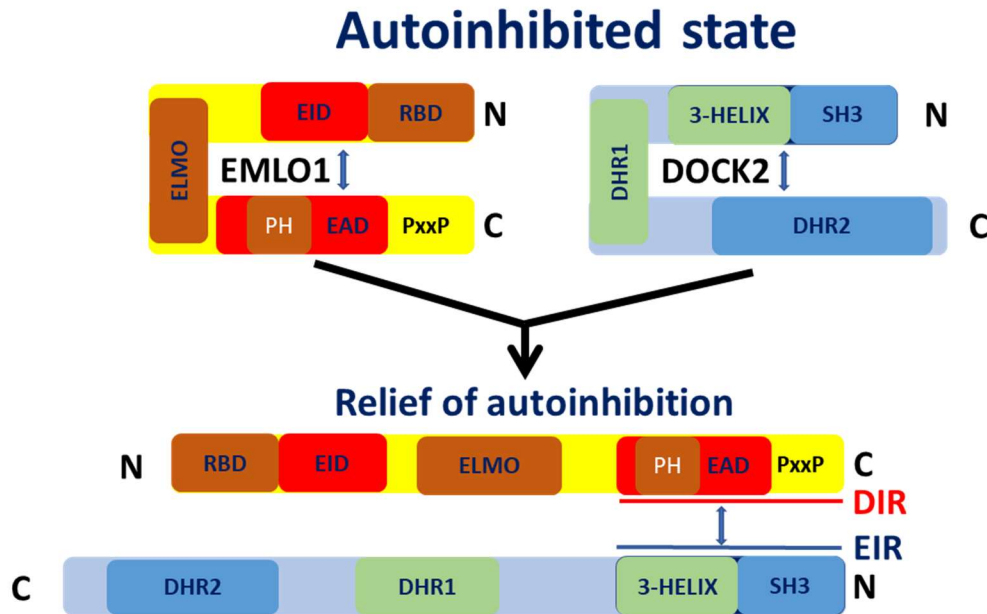 Autoinhibited state
EID RBD N
ELMO
EMLO1
PH EAD PxxP C
3-HELIX SH3 N
DHR1
DOCK2
DHR2 C
Relief of autoinhibition
N RBD EID ELMO PH EAD PxxP C
DIR
EIR
C DHR2 DHR1 3-HELIX SH3 N